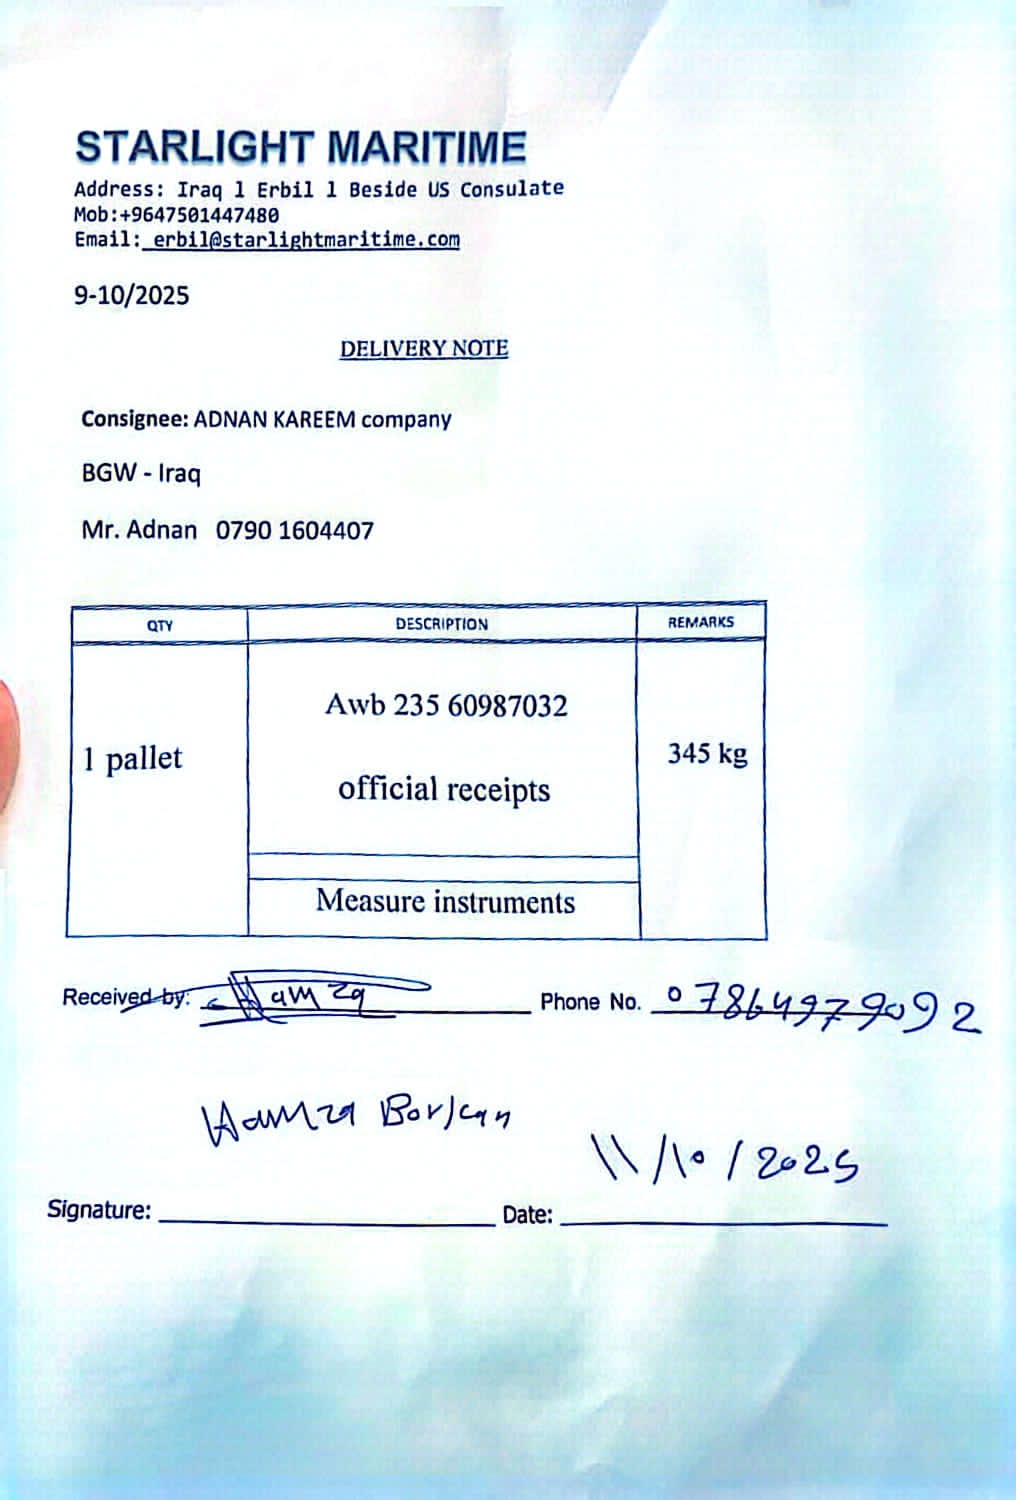 STARLIGHT MARITIME
Address: Iraq l Erbil l Beside US Consulate
Mob:+9647501447480
Email: erbil@starlightmaritime.com
9-10/2025
DELIVERY NOTE
Consignee: ADNAN KAREEM company
BGW - Iraq
Mr. Adnan 0790 1604407
QTY DESCRIPTION REMARKS
Awb 235 60987032
1 pallet 345 kg
official receipts
Measure instruments
Received by: Hamza Phone No. 07864979092
Hamza
11/10/2025
Signature: Date: